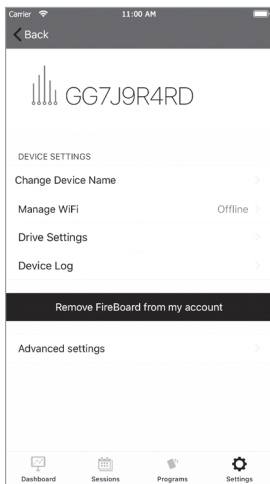 Carrier 11:00 AM
Back
GG7J9R4RD
DEVICE SETTINGS
Change Device Name
Manage WiFi Offline
Drive Settings
Device Log
Remove FireBoard from my account
Advanced settings
Dashboard Sessions Programs Settings